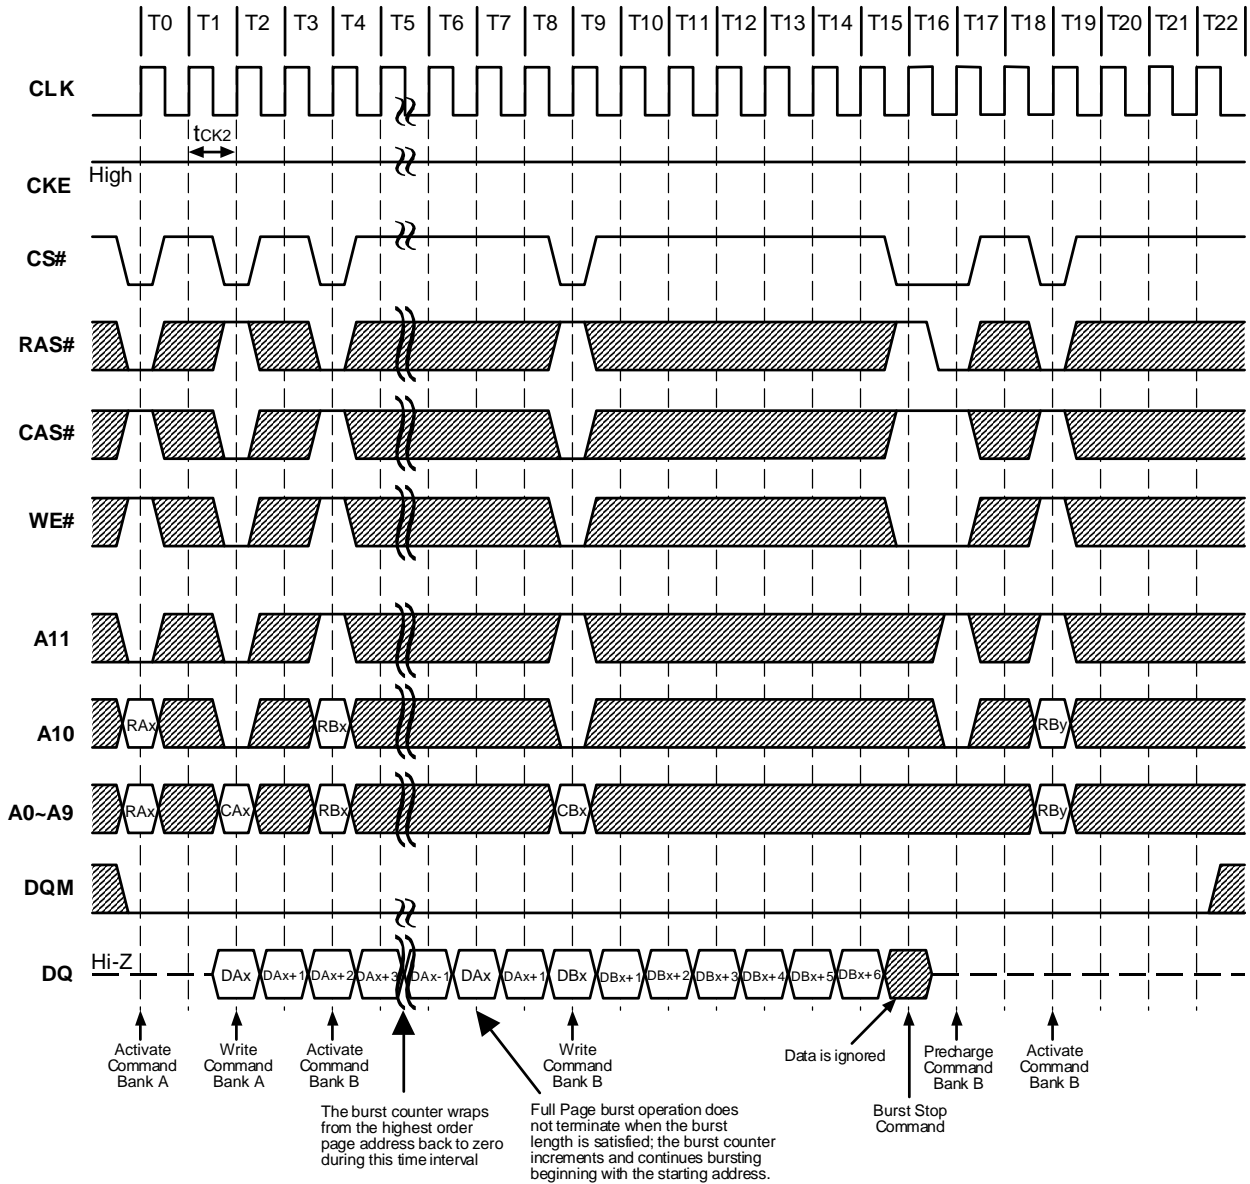 T0 T1 T2 T3 T4 T5 T6 T7 T8 T9 T10 T11 T12 T13 T14 T15 T16 T17 T18 T19 T20 T21 T22
CLK
tCK2
High
CKE
CS#
RAS#
CAS#
WE#
A11
A10
RAx RBx RBy
A0~A9
RAx CAx RBx CBx RBy
DQM
DQ
Hi-Z
DAx DAx+1 DAx+2 DAx+3 DAx-1 DAx DAx+1 DBx DBx+1 DBx+2 DBx+3 DBx+4 DBx+5 DBx+6
Activate
Command
Bank A
Write
Command
Bank A
Activate
Command
Bank B
The burst counter wraps
from the highest order
page address back to zero
during this time interval
Full Page burst operation does
not terminate when the burst
length is satisfied; the burst counter
increments and continues bursting
beginning with the starting address.
Write
Command
Bank B
Data is ignored
Burst Stop
Command
Precharge
Command
Bank B
Activate
Command
Bank B